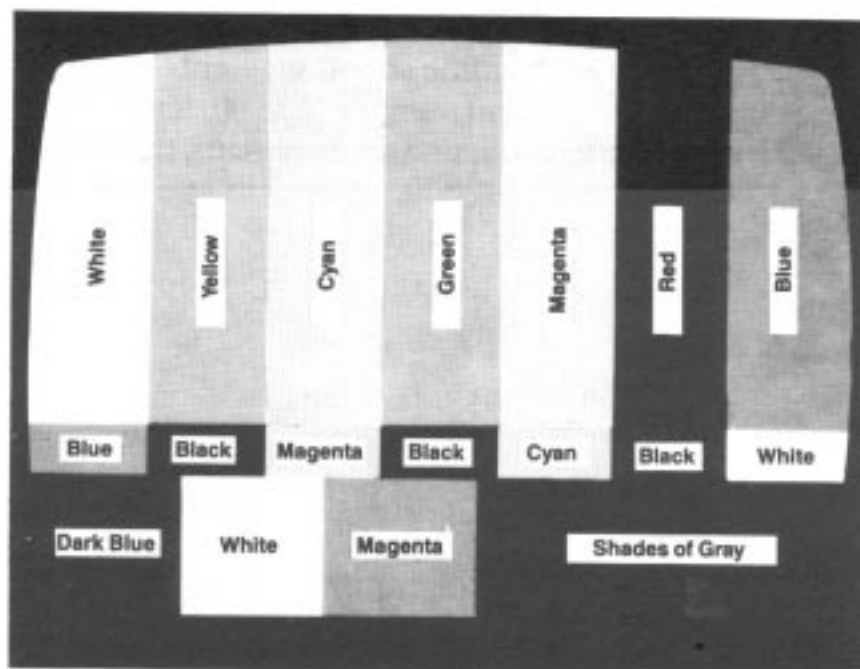 White
Yellow
Cyan
Green
Magenta
Red
Blue
Blue
Black
Magenta
Black
Cyan
Black
White
Dark Blue
White
Magenta
Shades of Gray